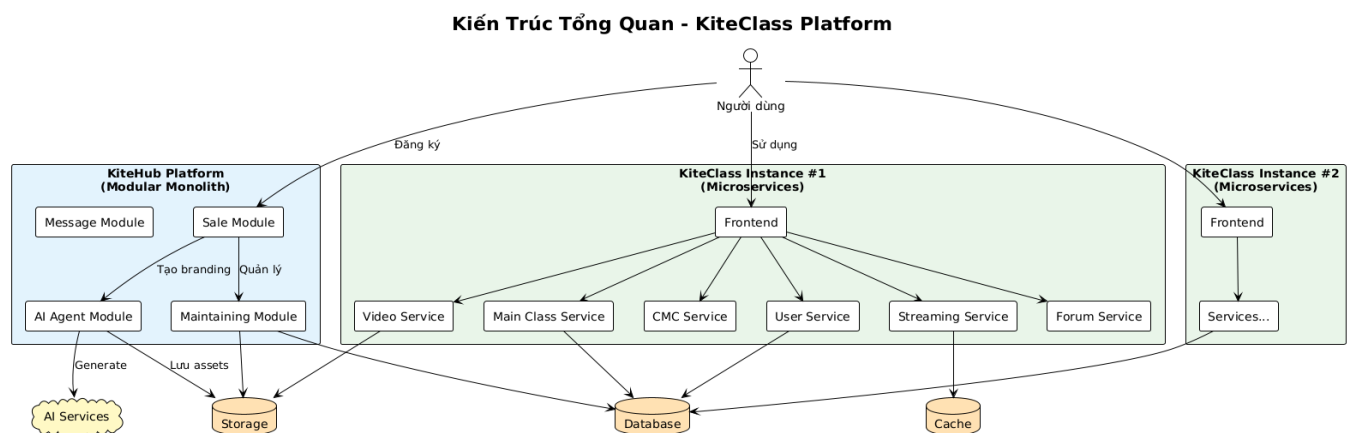 Kiến Trúc Tổng Quan - KiteClass Platform
Người dùng
Đăng ký
Sử dụng
KiteHub Platform
(Modular Monolith)
KiteClass Instance #1
(Microservices)
KiteClass Instance #2
(Microservices)
Message Module
Sale Module
Frontend
Frontend
Tạo branding
Quản lý
AI Agent Module
Maintaining Module
Video Service
Main Class Service
CMC Service
User Service
Streaming Service
Forum Service
Services...
Generate
Lưu assets
AI Services
Storage
Database
Cache